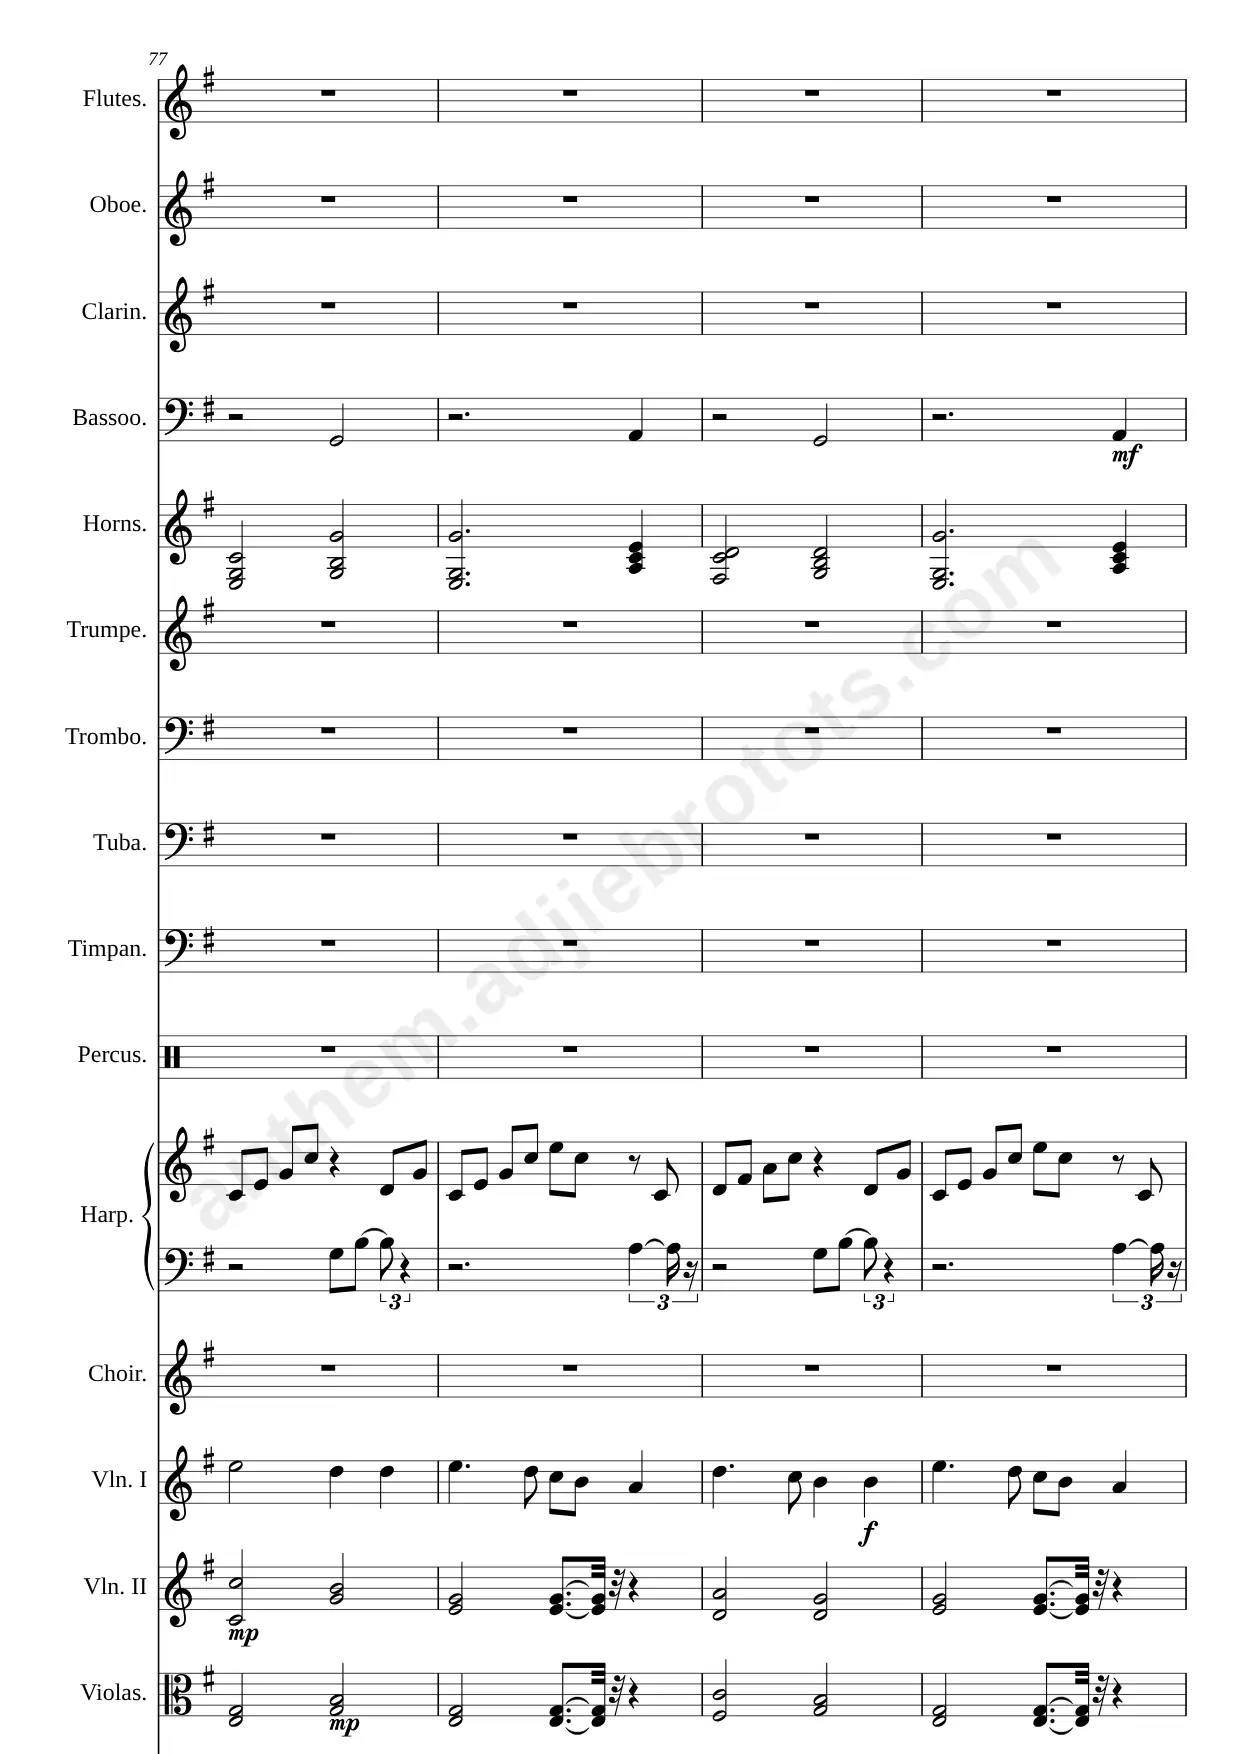 77
Flutes.
Oboe.
Clarin.
Bassoo.
mf
Horns.
Trumpe.
Trombo.
Tuba.
Timpan.
Percus.
Harp.
3 3 3 3
Choir.
Vln. I
f
Vln. II
mp
Violas.
mp
anthem.adjiebrotots.com